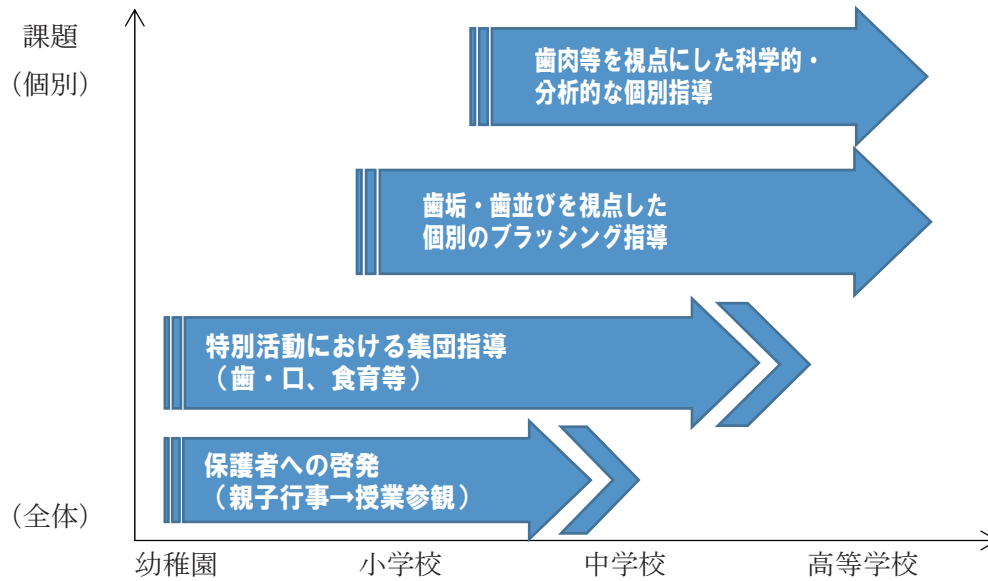 課題
（個別）
歯肉等を視点にした科学的・
分析的な個別指導
歯垢・歯並びを視点した
個別のブラッシング指導
特別活動における集団指導
（歯・口、食育等）
保護者への啓発
（親子行事→授業参観）
（全体）
幼稚園 小学校 中学校 高等学校